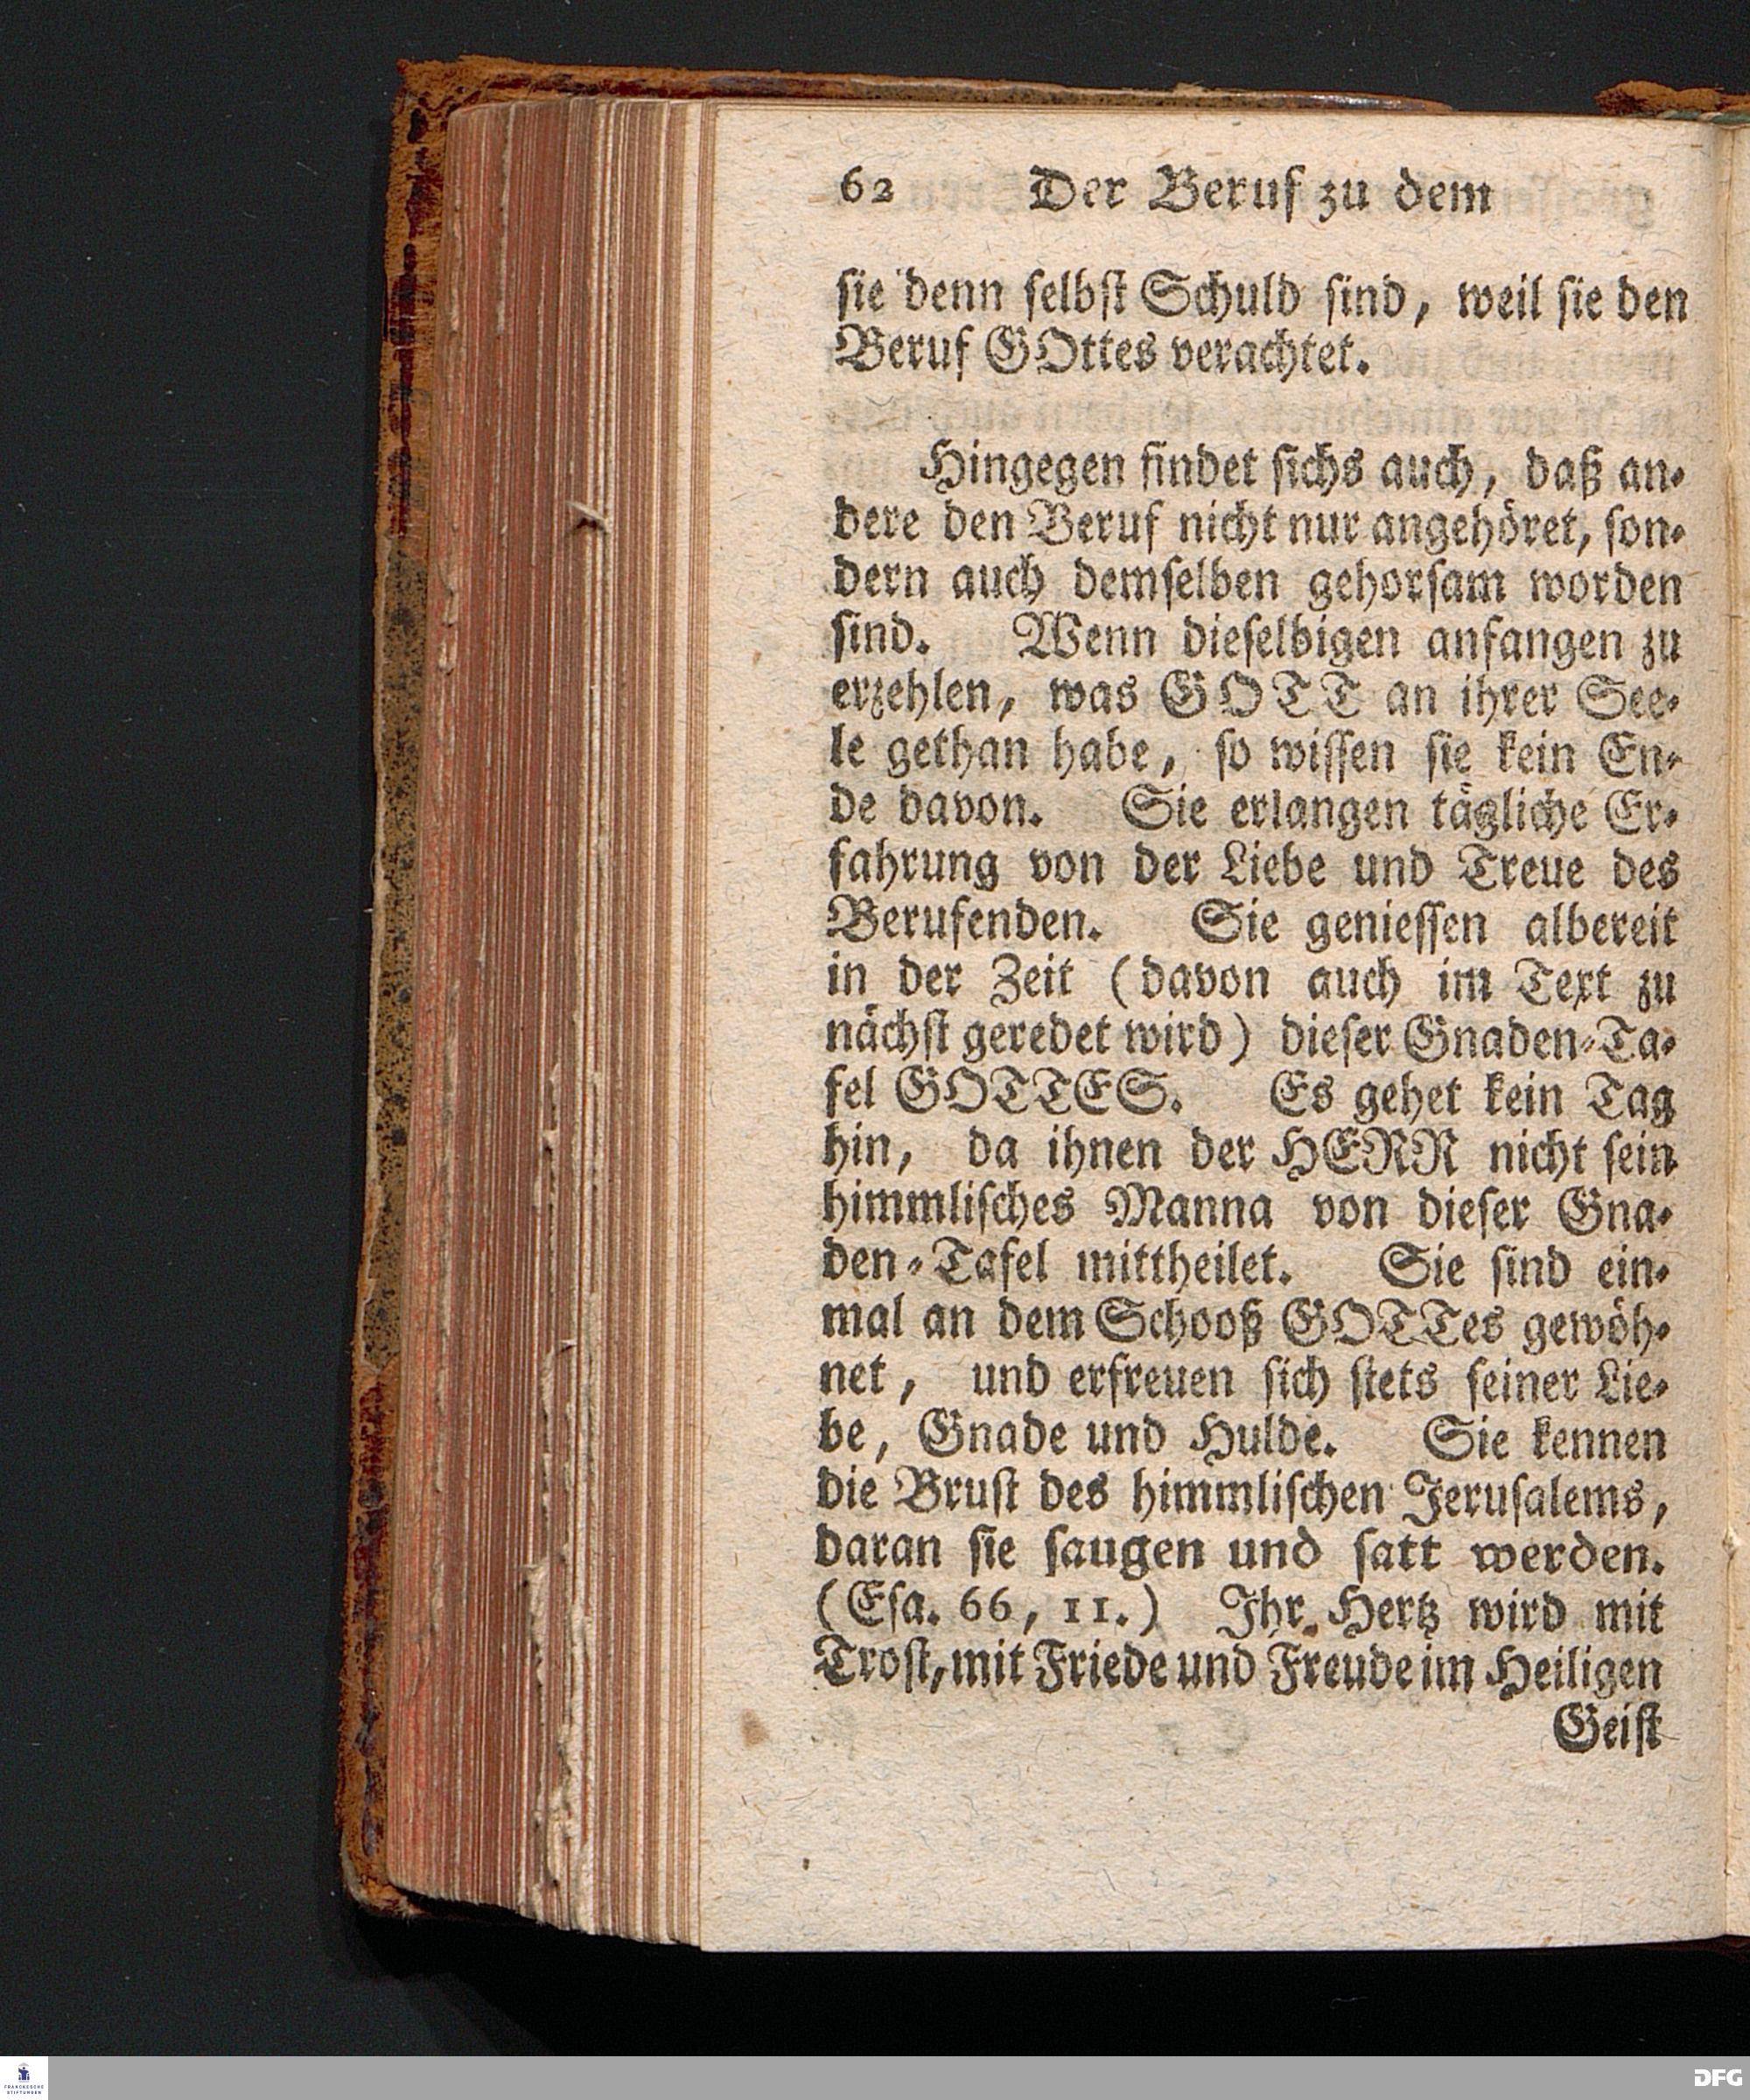 62 Der Beruf zu dem
sie denn selbst Schuld sind, weil sie den
Beruf GOttes verachtet.
Hingegen findet sichs auch, daß an-
dere den Beruf nicht nur angehöret, son-
dern auch demselben gehorsam worden
sind. Wenn dieselbigen anfangen zu
erzehlen, was GOTT an ihrer See-
le gethan habe, so wissen sie kein En-
de davon. Sie erlangen tägliche Er-
fahrung von der Liebe und Treue des
Berufenden. Sie geniessen albereit
in der Zeit (davon auch im Text zu
nächst geredet wird) dieser Gnaden-Ta-
fel GOTTES. Es gehet kein Tag
hin, da ihnen der HERR nicht sein
himmlisches Manna von dieser Gna-
den-Tafel mittheilet. Sie sind ein-
mal an dem Schooß GOTTes gewöh-
net, und erfreuen sich stets seiner Lie-
be, Gnade und Hulde. Sie kennen
die Brust des himmlischen Jerusalems,
daran sie saugen und satt werden.
(Esa. 66, 11.) Ihr Hertz wird mit
Trost, mit Friede und Freude im Heiligen
Geist
FRANCKESCHE
STIFTUNGEN
DFG